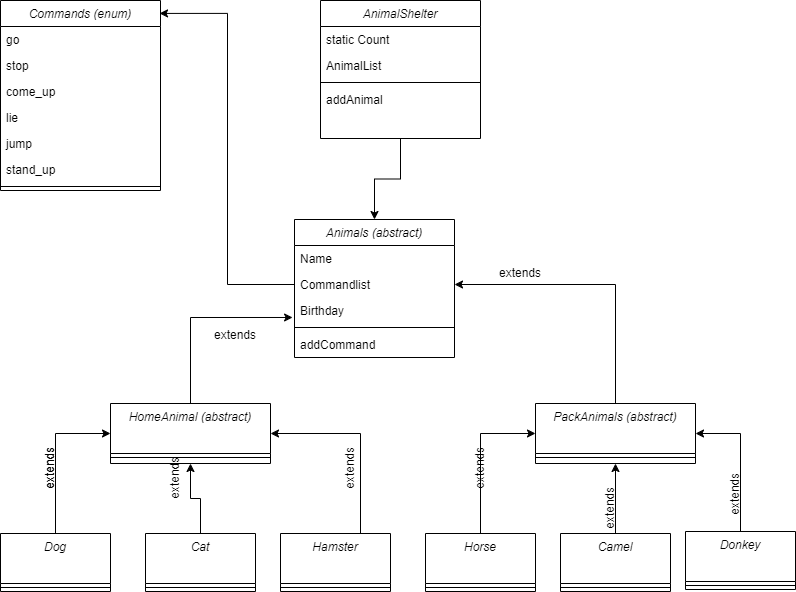 Commands (enum)
go
stop
come_up
lie
jump
stand_up
AnimalShelter
static Count
AnimalList
addAnimal
Animals (abstract)
Name
Commandlist
Birthday
addCommand
extends
extends
HomeAnimal (abstract)
PackAnimals (abstract)
extends
extends
extends
extends
extends
extends
Dog
Cat
Hamster
Horse
Camel
Donkey